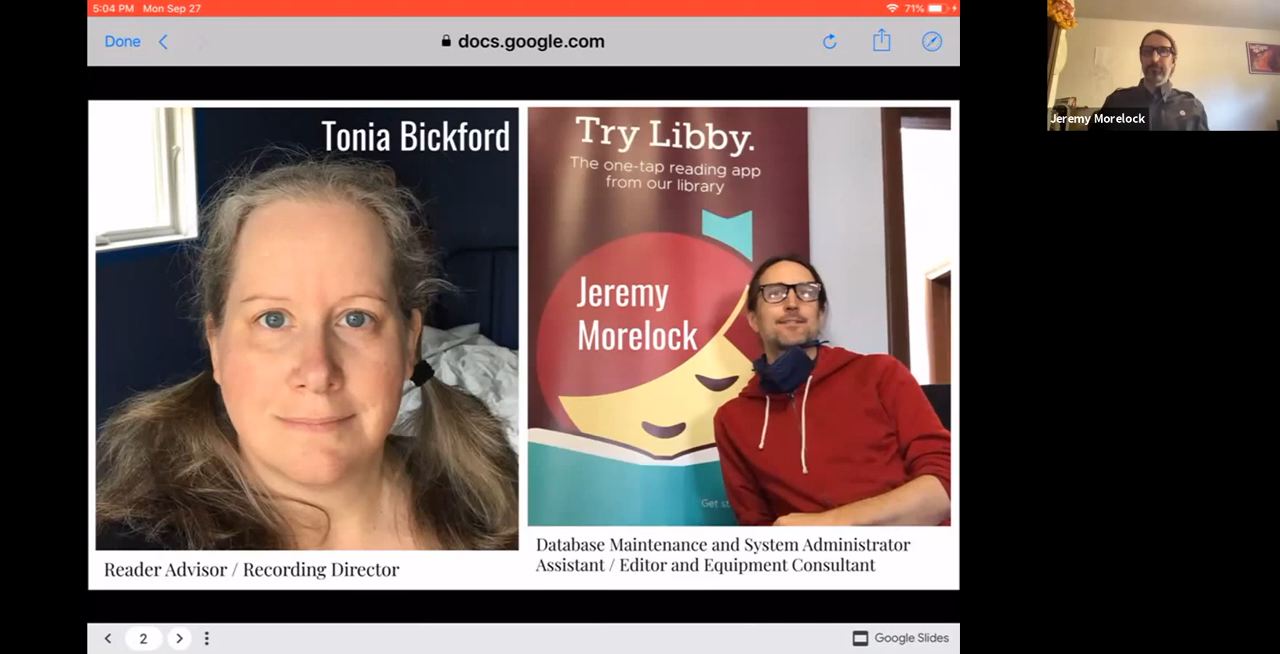 5:04 PM Mon Sep 27
71%
Done
docs.google.com
Jeremy Morelock
Tonia Bickford
Try Libby.
The one-tap reading app
from our library
Jeremy
Morelock
Get
Reader Advisor / Recording Director
Database Maintenance and System Administrator
Assistant / Editor and Equipment Consultant
2
Google Slides